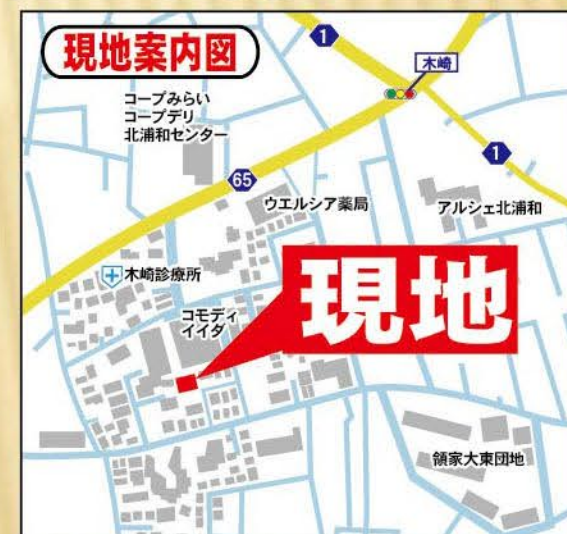 現地案内図
1
木崎
コープみらい
コープデリ
北浦和センター
65
1
ウエルシア薬局
アルシェ北浦和
木崎診療所
現地
コモディ
イイダ
領家大東団地